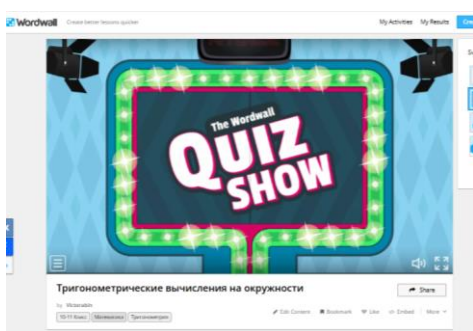 Wordwall Create better lessons quicker My Activities My Results
The Wordwall
QUIZ
SHOW
Тригонометрические вычисления на окружности
Share
by
10-11 Класс Математика Тригонометрия
Edit Content Bookmark Like Embed More